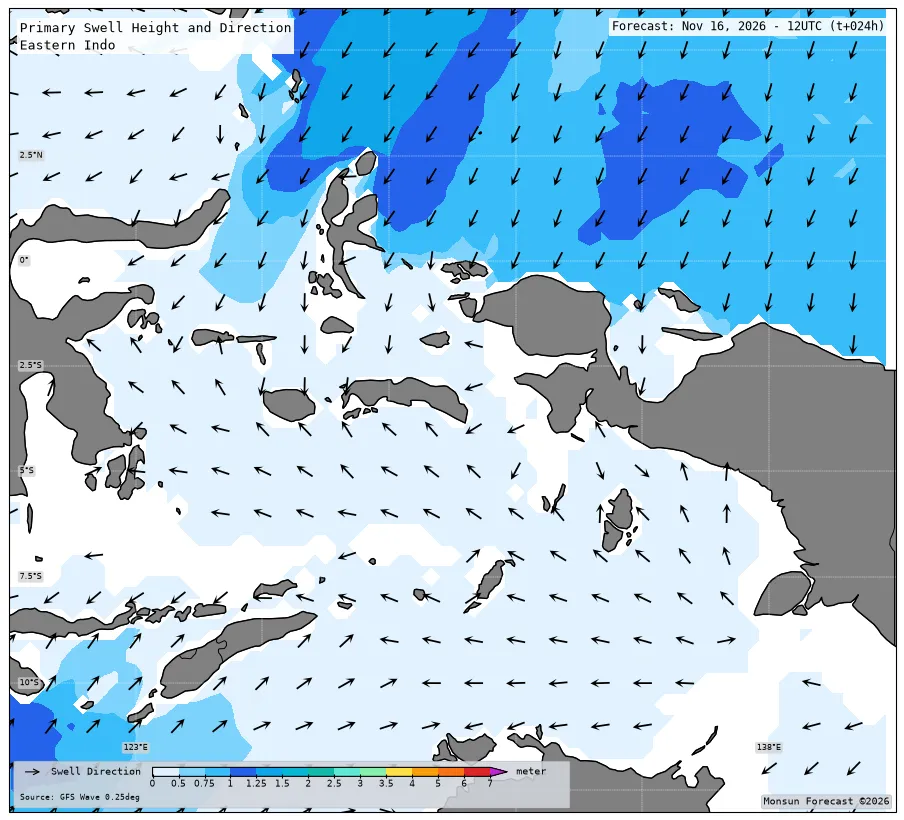 Primary Swell Height and Direction
Eastern Indo
Forecast: Nov 16, 2026 - 12UTC (t+024h)
2.5°N
0°
2.5°S
5°S
7.5°S
10°S
123°E
138°E
Swell Direction
0 0.5 0.75 1 1.25 1.5 2 2.5 3 3.5 4 5 6 7
meter
Source: GFS Wave 0.25deg
Monsun Forecast ©2026